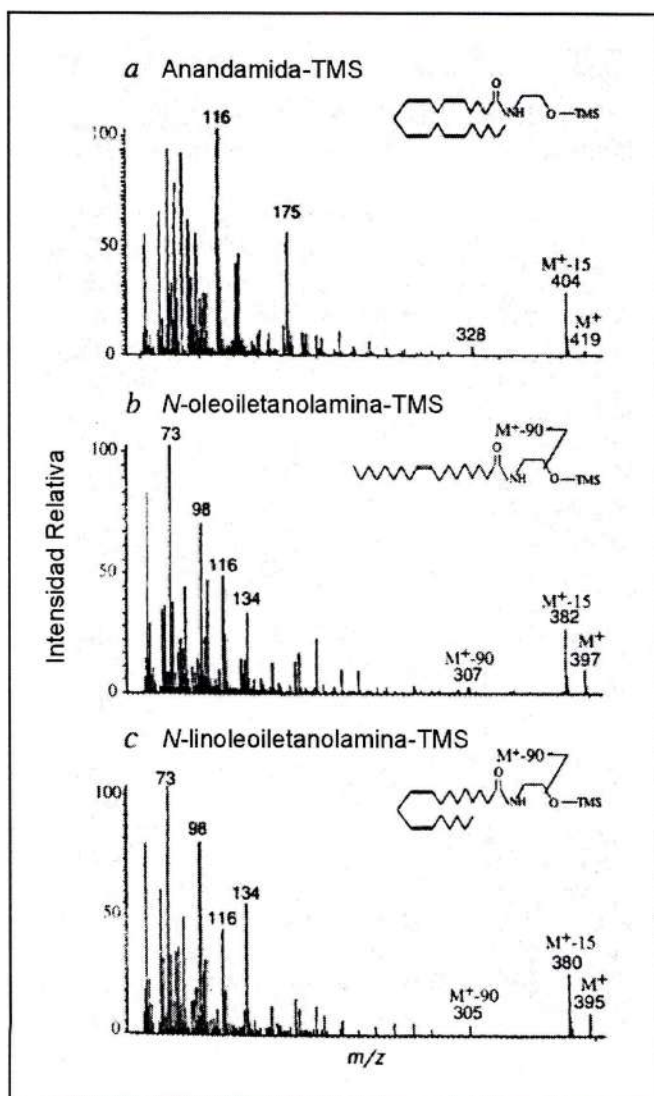 a Anandamida-TMS
O
NH
O
TMS
100
116
175
50
M+-15
404
M+
328
419
0
b N-oleoiletanolamina-TMS
100
73
M+-90
O
NH
O
TMS
98
50
116
134
M+-15
382
M+
M+-90
397
307
0
Intensidad Relativa
c N-linoleoiletanolamina-TMS
M+-90
100
73
O
NH
O
TMS
98
50
116
134
M+-15
380
M+
M+-90
395
305
0
m/z